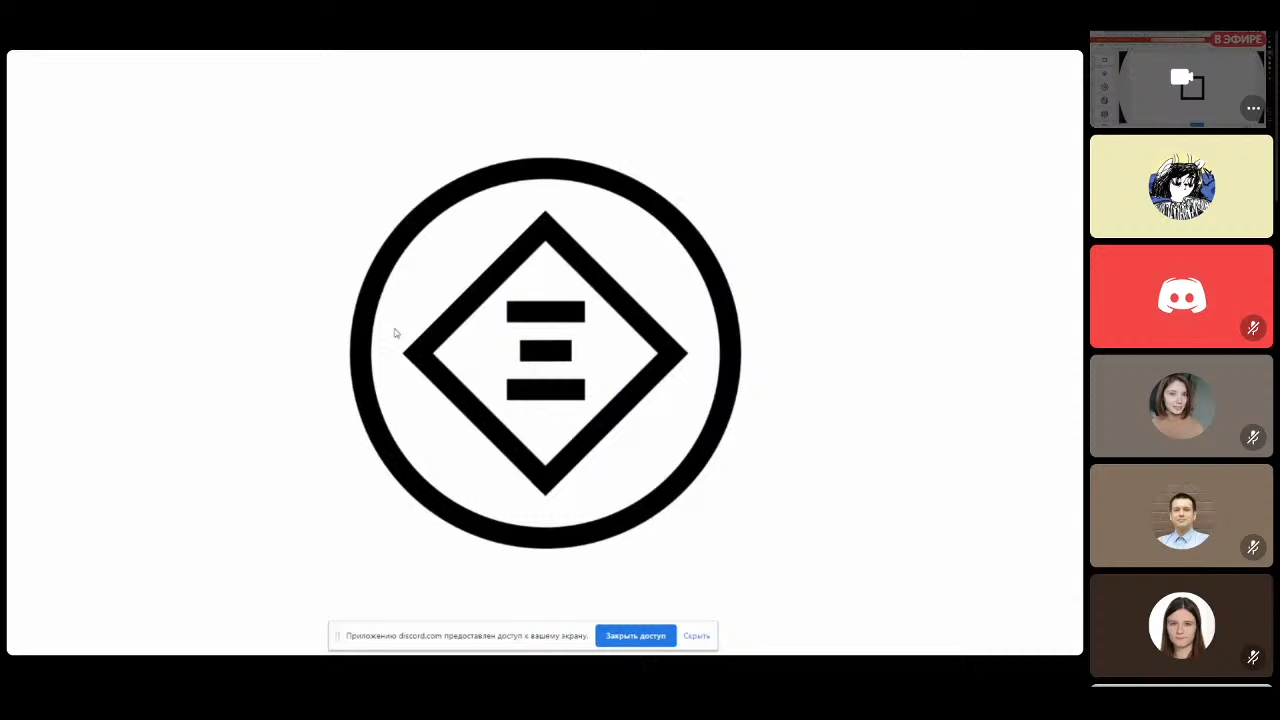 В ЭФИРЕ
Приложению discord.com предоставлен доступ к вашему экрану.
Закрыть доступ
Скрыть